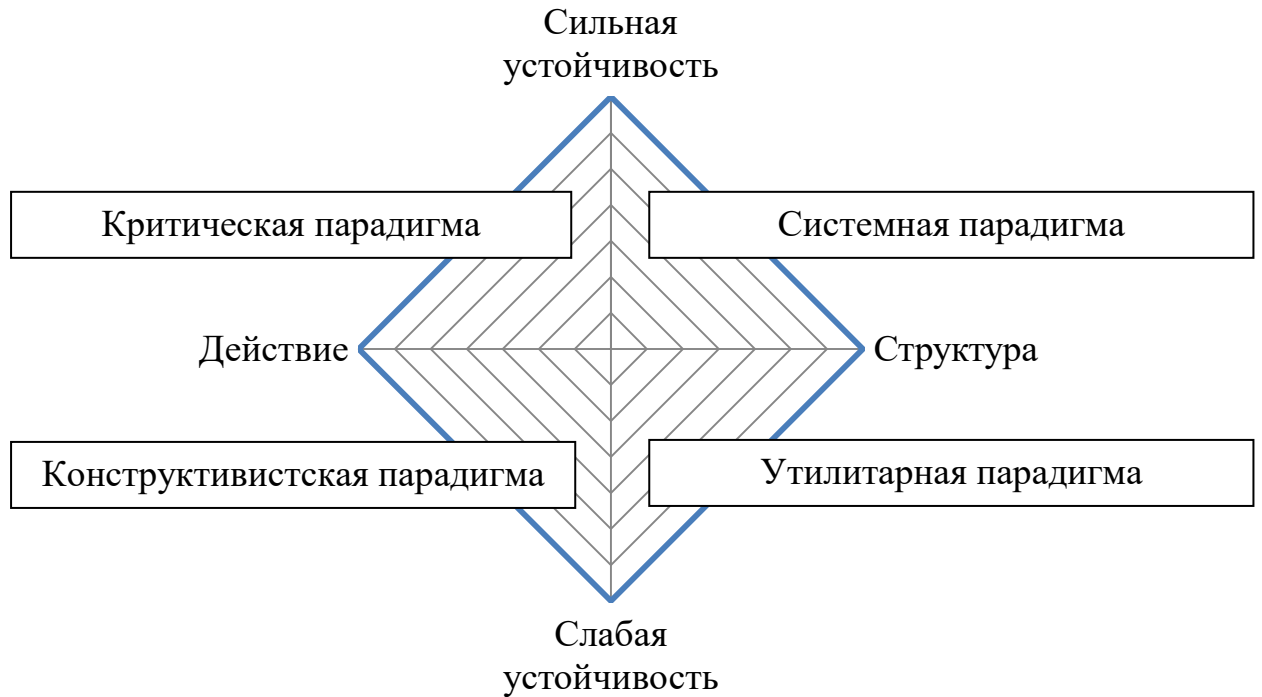 Сильная
устойчивость
Критическая парадигма
Системная парадигма
Действие
Структура
Конструктивистская парадигма
Утилитарная парадигма
Слабая
устойчивость